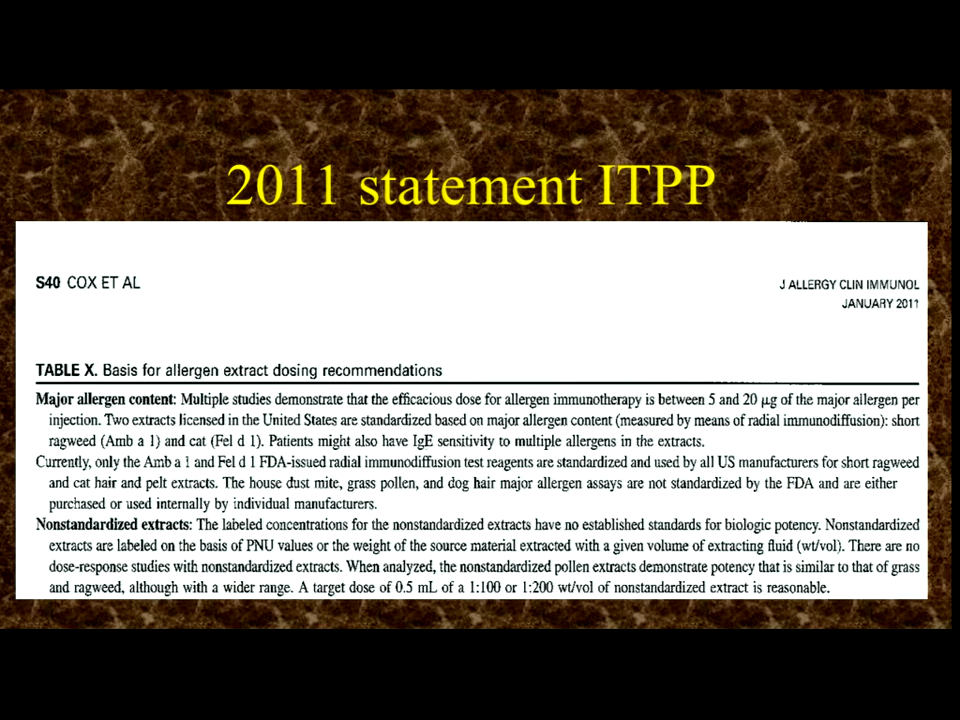 2011 statement ITPP
S40 COX ET AL
J ALLERGY CLIN IMMUNOL
JANUARY 2011
TABLE X. Basis for allergen extract dosing recommendations
Major allergen content: Multiple studies demonstrate that the efficacious dose for allergen immunotherapy is between 5 and 20 μg of the major allergen per
injection. Two extracts licensed in the United States are standardized based on major allergen content (measured by means of radial immunodiffusion): short
ragweed (Amb a 1) and cat (Fel d 1). Patients might also have IgE sensitivity to multiple allergens in the extracts.
Currently, only the Amb a 1 and Fel d 1 FDA-issued radial immunodiffusion test reagents are standardized and used by all US manufacturers for short ragweed
and cat hair and pelt extracts. The house dust mite, grass pollen, and dog hair major allergen assays are not standardized by the FDA and are either
purchased or used internally by individual manufacturers.
Nonstandardized extracts: The labeled concentrations for the nonstandardized extracts have no established standards for biologic potency. Nonstandardized
extracts are labeled on the basis of PNU values or the weight of the source material extracted with a given volume of extracting fluid (wt/vol). There are no
dose-response studies with nonstandardized extracts. When analyzed, the nonstandardized pollen extracts demonstrate potency that is similar to that of grass
and ragweed, although with a wider range. A target dose of 0.5 mL of a 1:100 or 1:200 wt/vol of nonstandardized extract is reasonable.